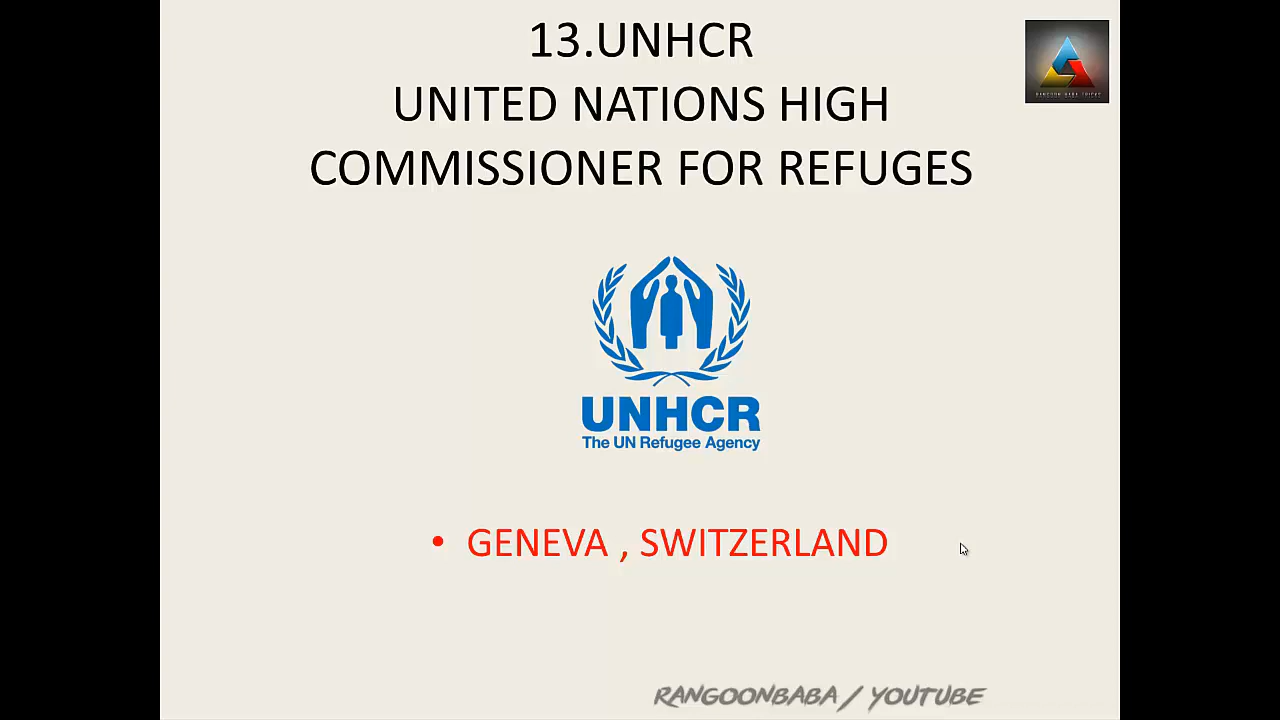 13.UNHCR
UNITED NATIONS HIGH
COMMISSIONER FOR REFUGES
UNHCR
The UN Refugee Agency
• GENEVA , SWITZERLAND
RANGOONBABA / YOUTUBE